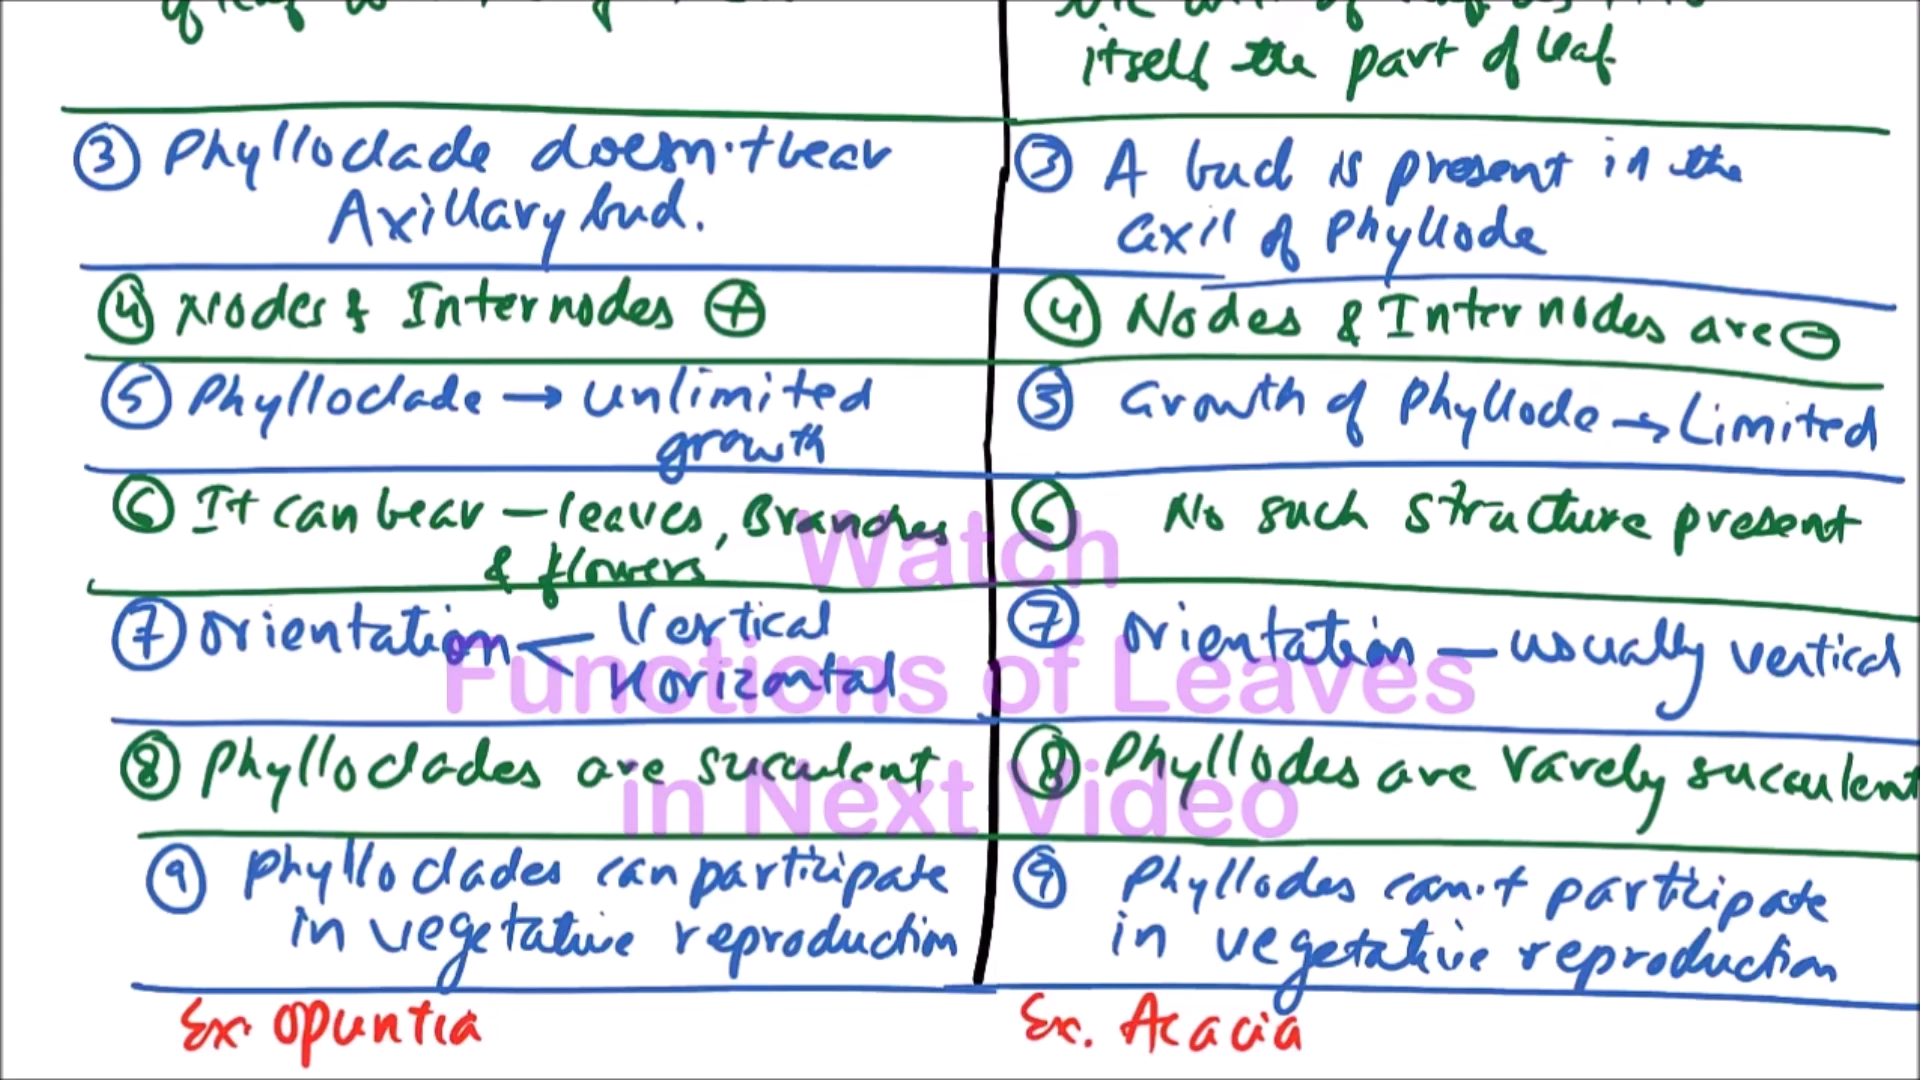 itself the part of leaf
③ Phylloclade doesn't bear
Axillary bud.
③ A bud is present in the
axil of Phyllode
④ Nodes & Internodes ⊕
④ Nodes & Internodes are ⊖
⑤ Phylloclade → unlimited
growth
⑤ Growth of Phyllode → Limited
⑥ It can bear – leaves, Branches
& flowers
⑥ No such structure present
⑦ orientation < Vertical
Horizontal
⑦ orientation — usually vertical
⑧ Phylloclades are succulent
⑧ Phyllodes are rarely succulent
⑨ Phylloclades can participate
in vegetative reproduction
⑨ Phyllodes can't participate
in vegetative reproduction
Ex. Opuntia
Ex. Acacia
Watch
Functions of Leaves
in Next Video